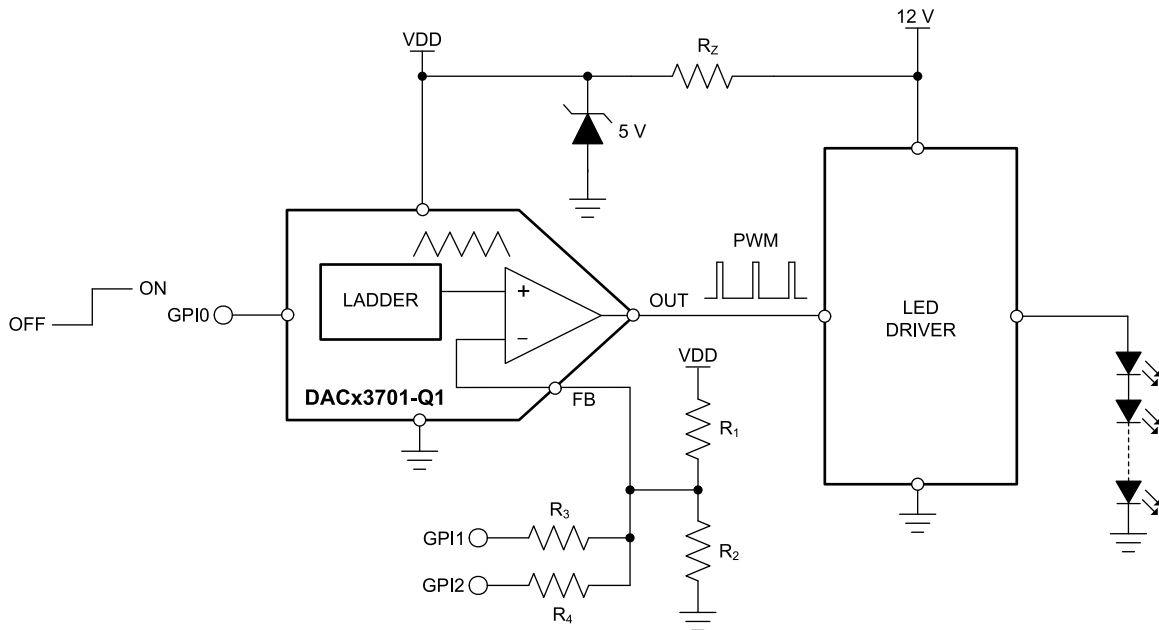 12 V
VDD
R_Z
5 V
PWM
ON
OFF
GPI0
LADDER
+
−
OUT
LED
DRIVER
VDD
DACx3701-Q1
FB
R₁
R₃
GPI1
R₂
GPI2
R₄